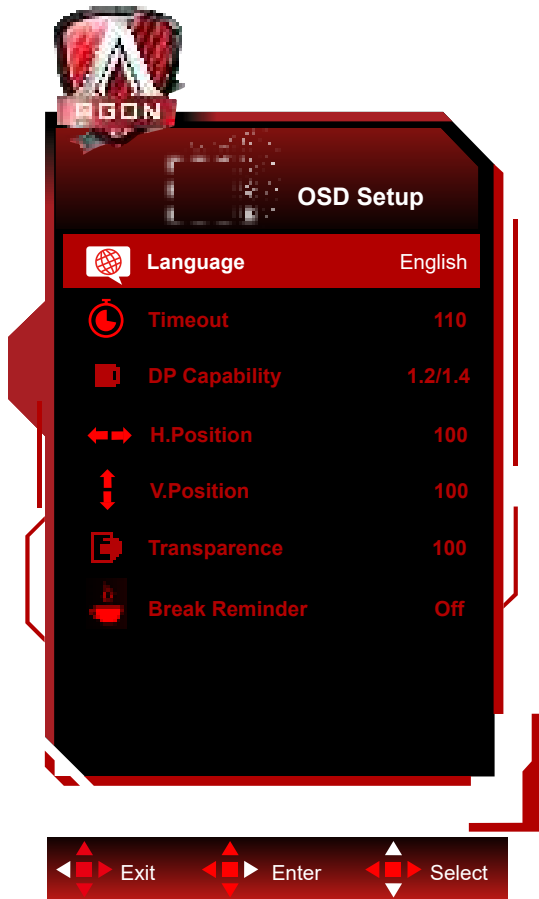 AGON
OSD Setup
Language English
Timeout 110
DP Capability 1.2/1.4
H.Position 100
V.Position 100
Transparence 100
Break Reminder Off
Exit Enter Select